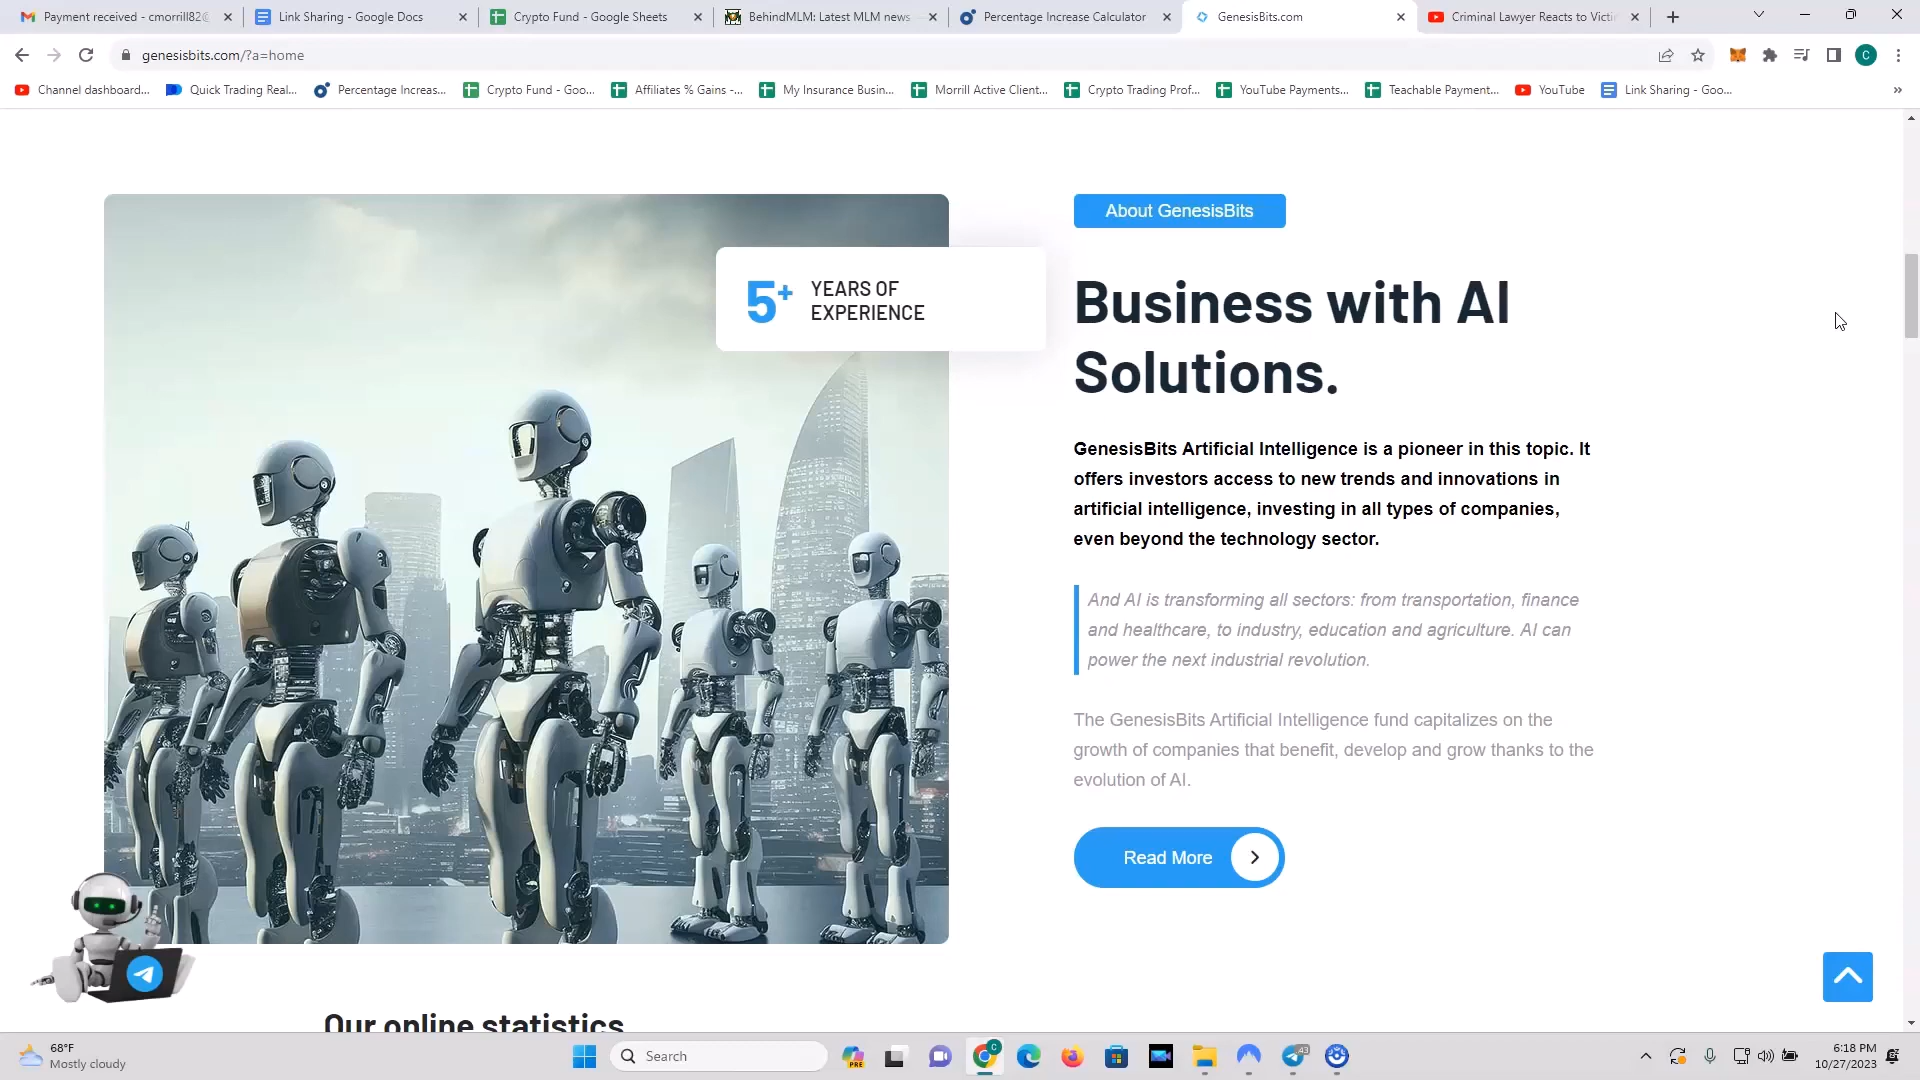 Payment received - cmorrill82@
Link Sharing - Google Docs
Crypto Fund - Google Sheets
BehindMLM: Latest MLM news
Percentage Increase Calculator
GenesisBits.com
Criminal Lawyer Reacts to Victi
genesisbits.com/?a=home
C
Channel dashboard...
Quick Trading Real...
Percentage Increas...
Crypto Fund - Goo...
Affiliates % Gains -...
My Insurance Busin...
Morrill Active Client...
Crypto Trading Prof...
YouTube Payments...
Teachable Payment...
YouTube
Link Sharing - Goo...
»
5+ YEARS OF
EXPERIENCE
About GenesisBits
Business with AI
Solutions.
GenesisBits Artificial Intelligence is a pioneer in this topic. It
offers investors access to new trends and innovations in
artificial intelligence, investing in all types of companies,
even beyond the technology sector.
And AI is transforming all sectors: from transportation, finance
and healthcare, to industry, education and agriculture. AI can
power the next industrial revolution.
The GenesisBits Artificial Intelligence fund capitalizes on the
growth of companies that benefit, develop and grow thanks to the
evolution of AI.
Read More
Our online statistics
68°F
Mostly cloudy
Search
PRE
C
43
6:18 PM
10/27/2023